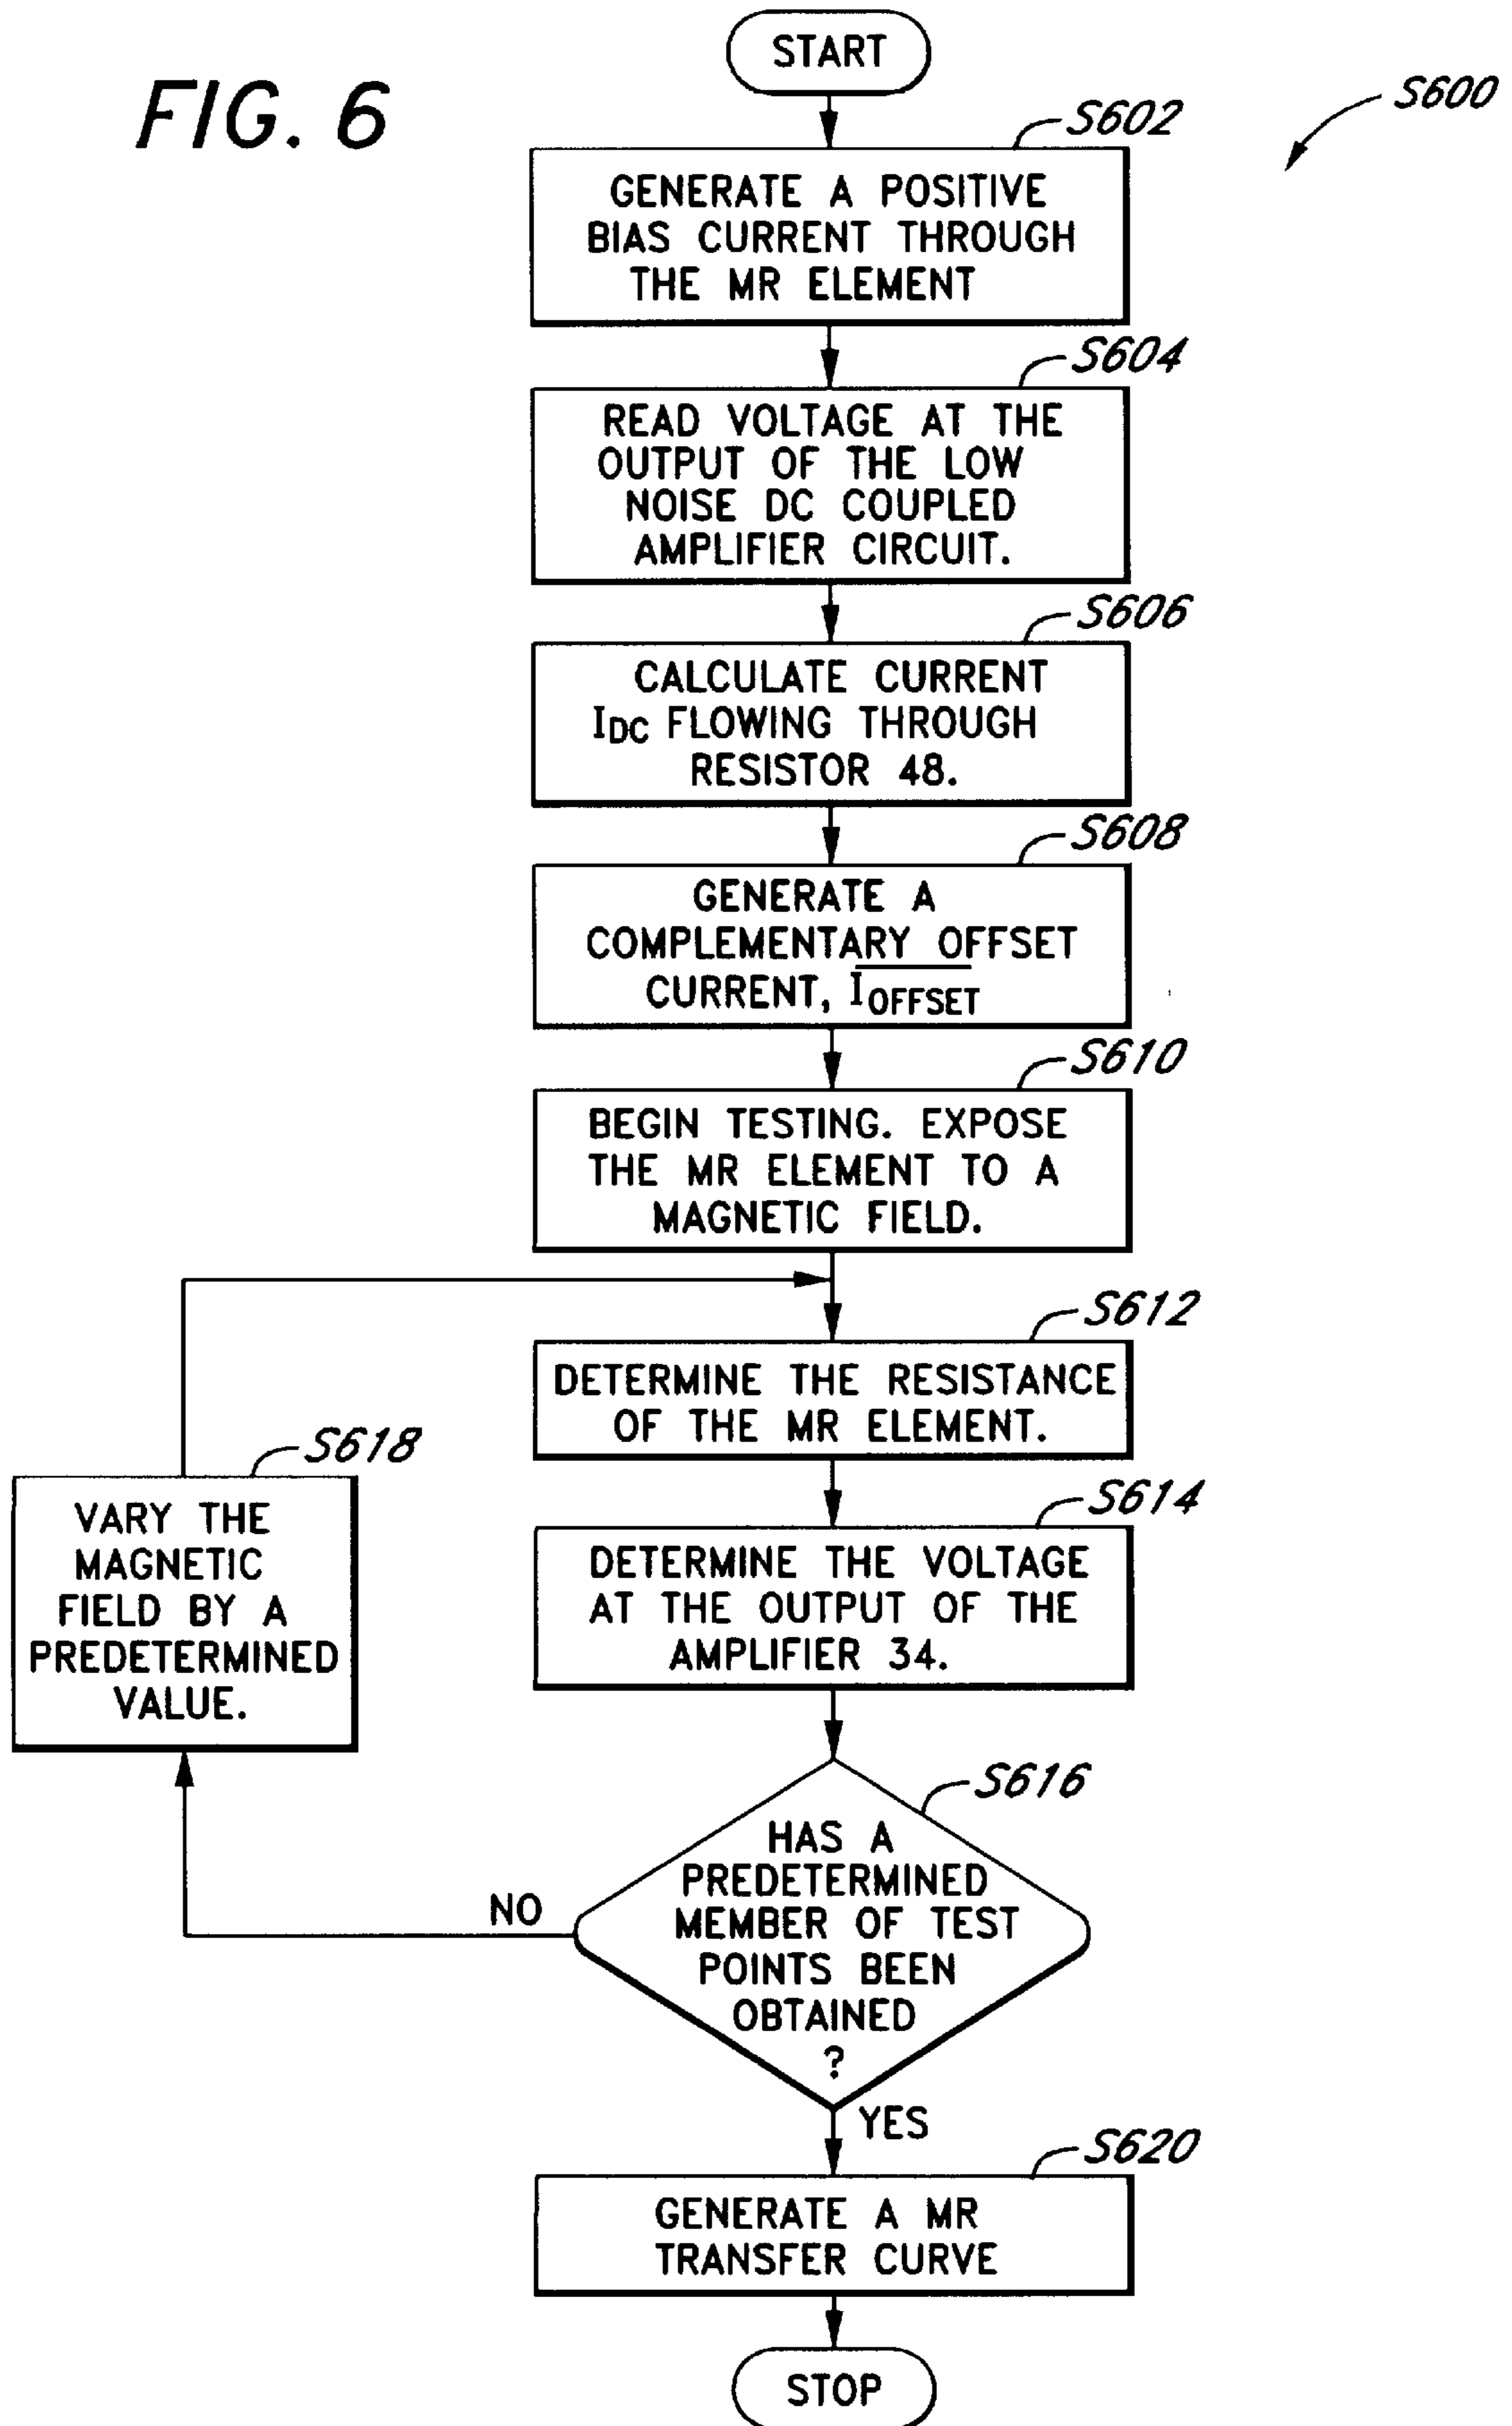 FIG. 6
START
S600
S602
GENERATE A POSITIVE
BIAS CURRENT THROUGH
THE MR ELEMENT
S604
READ VOLTAGE AT THE
OUTPUT OF THE LOW
NOISE DC COUPLED
AMPLIFIER CIRCUIT.
S606
CALCULATE CURRENT
IDC FLOWING THROUGH
RESISTOR 48.
S608
GENERATE A
COMPLEMENTARY OFFSET
CURRENT, IOFFSET
S610
BEGIN TESTING. EXPOSE
THE MR ELEMENT TO A
MAGNETIC FIELD.
S612
DETERMINE THE RESISTANCE
OF THE MR ELEMENT.
S618
VARY THE
MAGNETIC
FIELD BY A
PREDETERMINED
VALUE.
S614
DETERMINE THE VOLTAGE
AT THE OUTPUT OF THE
AMPLIFIER 34.
S616
HAS A
PREDETERMINED
MEMBER OF TEST
POINTS BEEN
OBTAINED
?
NO
YES
S620
GENERATE A MR
TRANSFER CURVE
STOP